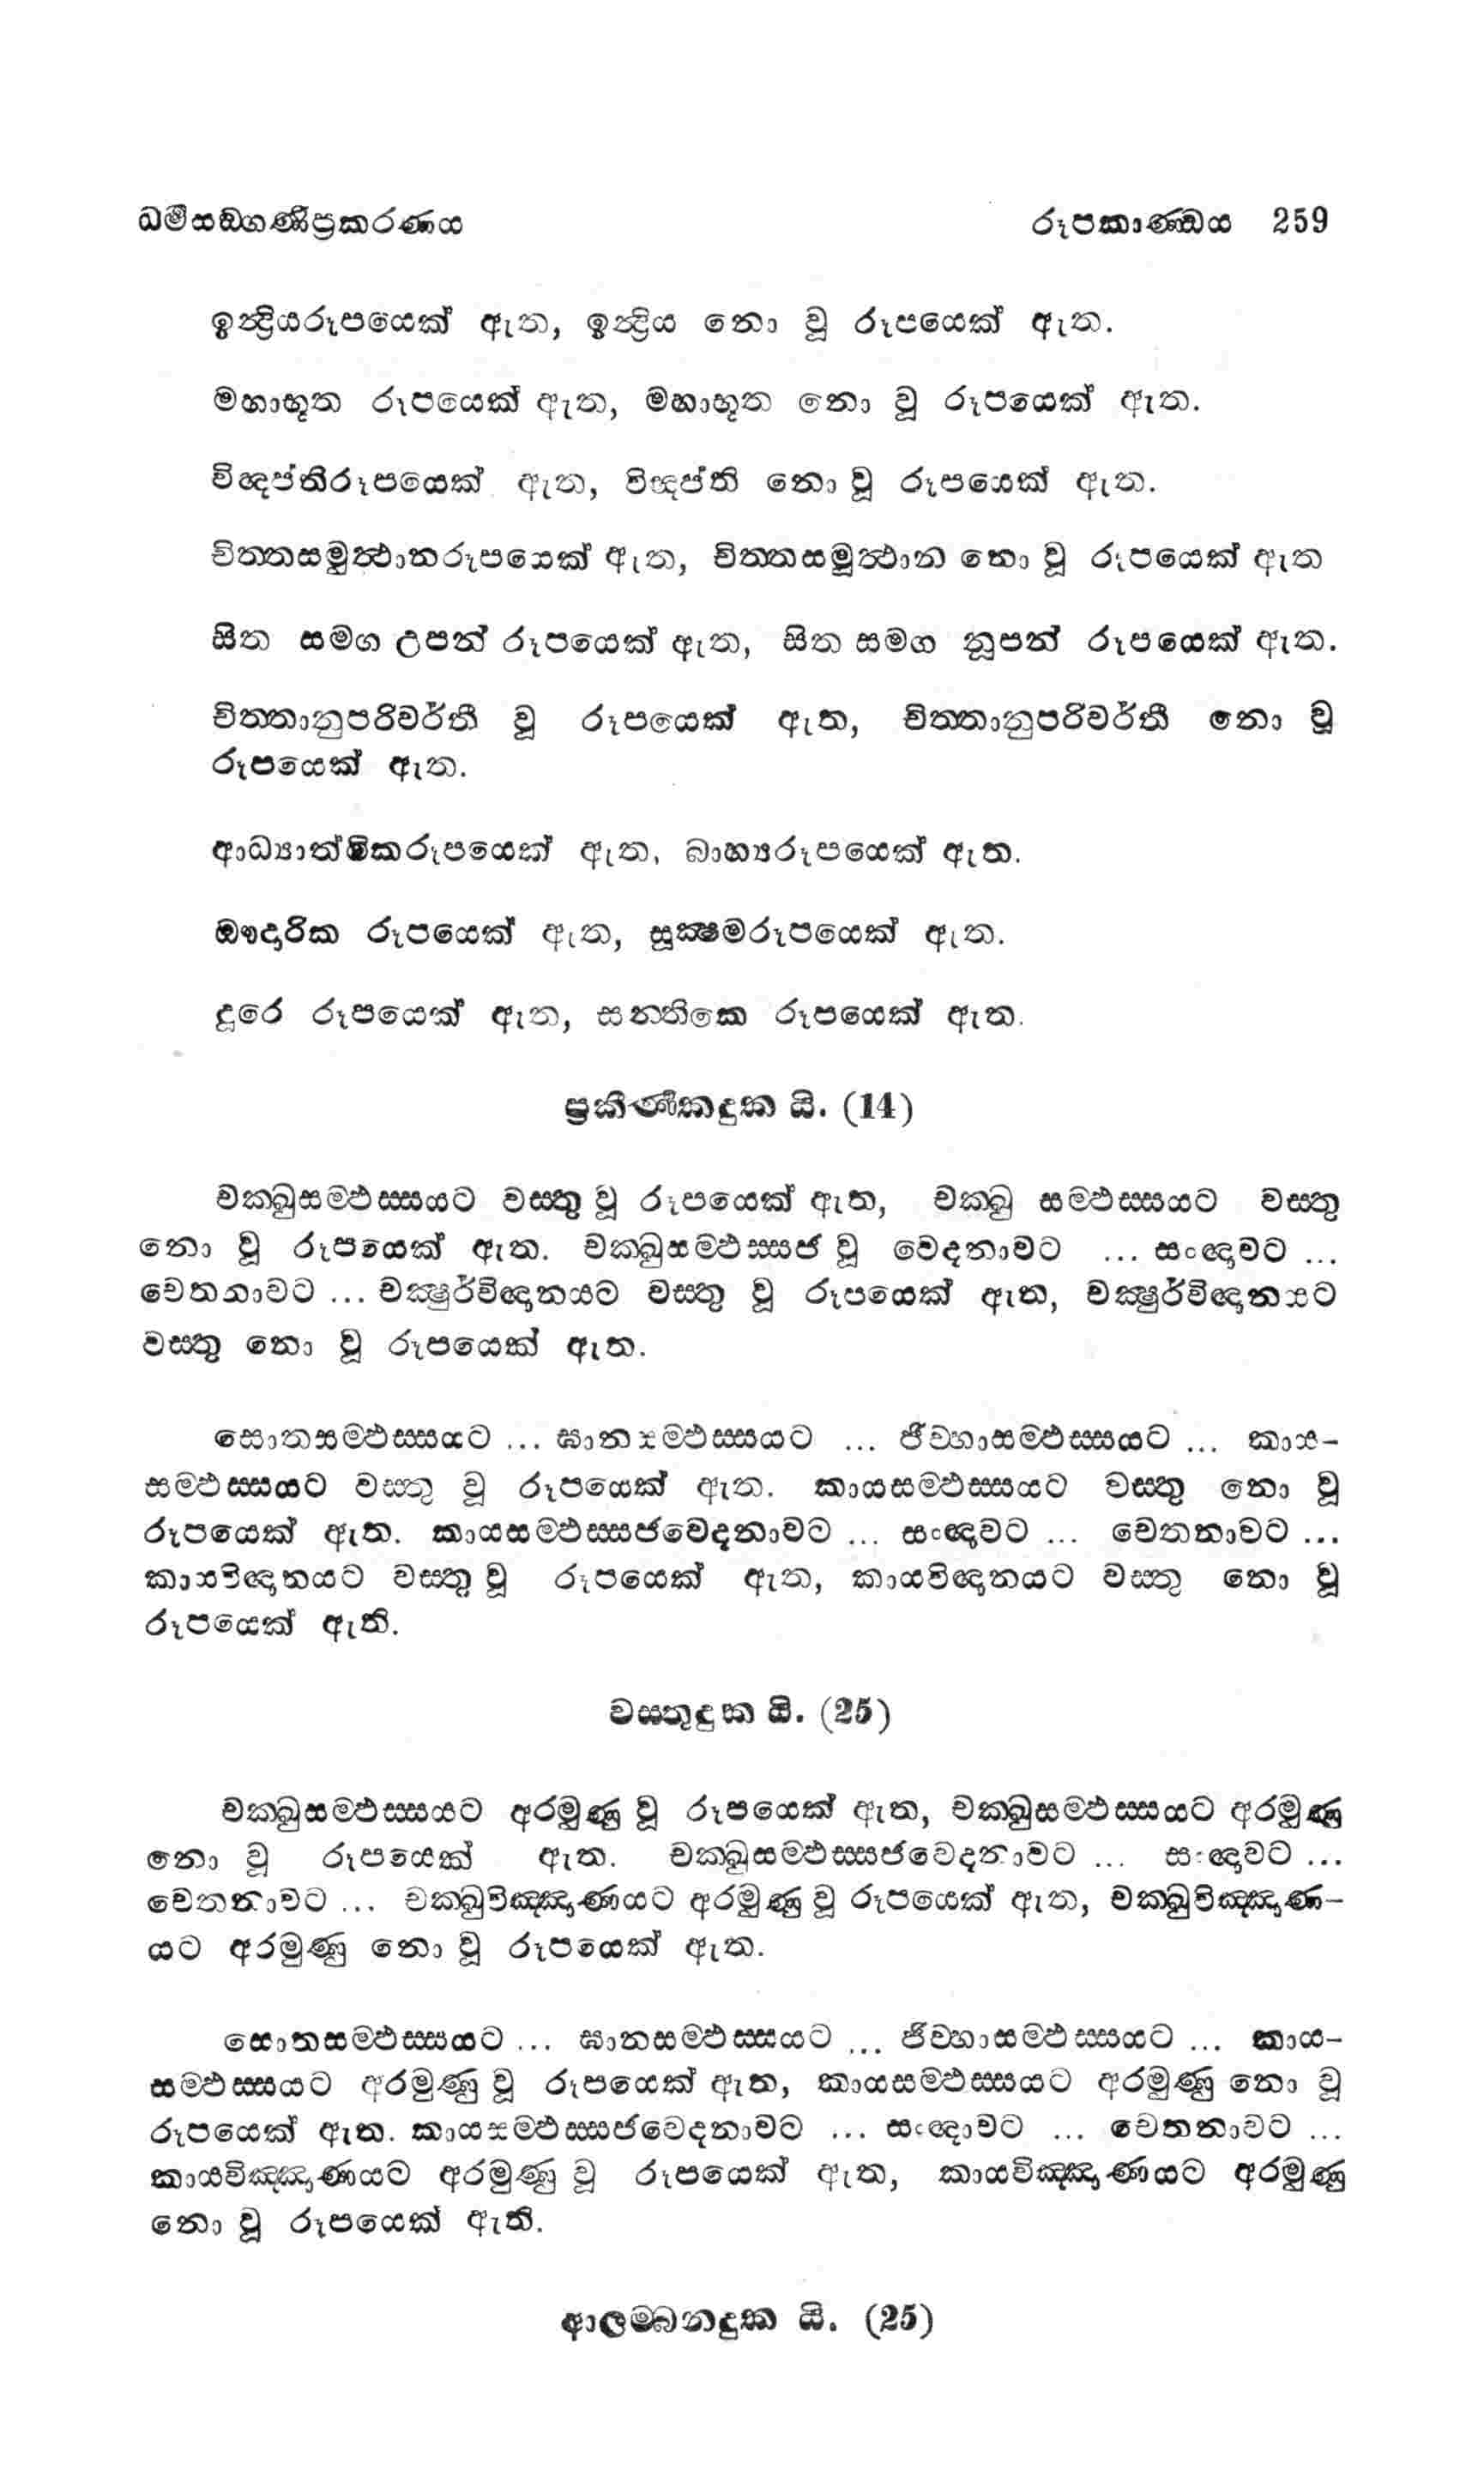 ධර්මසඞ්ගණිප්‍රකරණය රූපකාණ්ඩය 259
ඉන්‍ද්‍රියරූපයෙක් ඇත, ඉන්‍ද්‍රිය නො වූ රූපයෙක් ඇත.
මහාභූත රූපයෙක් ඇත, මහාභූත නො වූ රූපයෙක් ඇත.
විඥප්තිරූපයෙක් ඇත, විඥප්ති නො වූ රූපයෙක් ඇත.
චිත්තසමුත්‍ථානරූපයෙක් ඇත, චිත්තසමුත්‍ථාන නො වූ රූපයෙක් ඇත
සිත සමග උපන් රූපයෙක් ඇත, සිත සමග නූපන් රූපයෙක් ඇත.
චිත්තානුපරිවර්තී වූ රූපයෙක් ඇත, චිත්තානුපරිවර්තී නො වූ
රූපයෙක් ඇත.
ආධ්‍යාත්මිකරූපයෙක් ඇත, බාහ්‍යරූපයෙක් ඇත.
ඖදාරික රූපයෙක් ඇත, සූක්‍ෂ්මරූපයෙක් ඇත.
දූරෙ රූපයෙක් ඇත, සන්තිකෙ රූපයෙක් ඇත.
ප්‍රකීර්ණකදුක යි. (14)
චක්ඛුසම්ඵස්සයට වස්තු වූ රූපයෙක් ඇත, චක්ඛු සම්ඵස්සයට වස්තු
නො වූ රූපයෙක් ඇත. චක්ඛුසම්ඵස්සජ වූ වෙදනාවට ... සංඥාවට ...
චෙතනාවට ... චක්‍ෂුර්විඥානයට වස්තු වූ රූපයෙක් ඇත, චක්‍ෂුර්විඥානයට
වස්තු නො වූ රූපයෙක් ඇත.
සොතසම්ඵස්සයට ... ඝානසම්ඵස්සයට ... ජිව්හාසම්ඵස්සයට ... කාය-
සම්ඵස්සයට වස්තු වූ රූපයෙක් ඇත. කායසම්ඵස්සයට වස්තු නො වූ
රූපයෙක් ඇත. කායසම්ඵස්සජවෙදනාවට ... සංඥාවට ... චෙතනාවට ...
කායවිඥානයට වස්තු වූ රූපයෙක් ඇත, කායවිඥානයට වස්තු නො වූ
රූපයෙක් ඇති.
වස්තුදුක යි. (25)
චක්ඛුසම්ඵස්සයට අරමුණු වූ රූපයෙක් ඇත, චක්ඛුසම්ඵස්සයට අරමුණු
නො වූ රූපයෙක් ඇත. චක්ඛුසම්ඵස්සජවෙදනාවට ... සංඥාවට ...
චෙතනාවට ... චක්ඛුවිඤ්ඤාණයට අරමුණු වූ රූපයෙක් ඇත, චක්ඛුවිඤ්ඤාණ-
යට අරමුණු නො වූ රූපයෙක් ඇත.
සොතසම්ඵස්සයට ... ඝානසම්ඵස්සයට ... ජිව්හාසම්ඵස්සයට ... කාය-
සම්ඵස්සයට අරමුණු වූ රූපයෙක් ඇත, කායසම්ඵස්සයට අරමුණු නො වූ
රූපයෙක් ඇත. කායසම්ඵස්සජවෙදනාවට ... සංඥාවට ... චෙතනාවට ...
කායවිඤ්ඤාණයට අරමුණු වූ රූපයෙක් ඇත, කායවිඤ්ඤාණයට අරමුණු
නො වූ රූපයෙක් ඇති.
ආලම්බනදුක යි. (25)